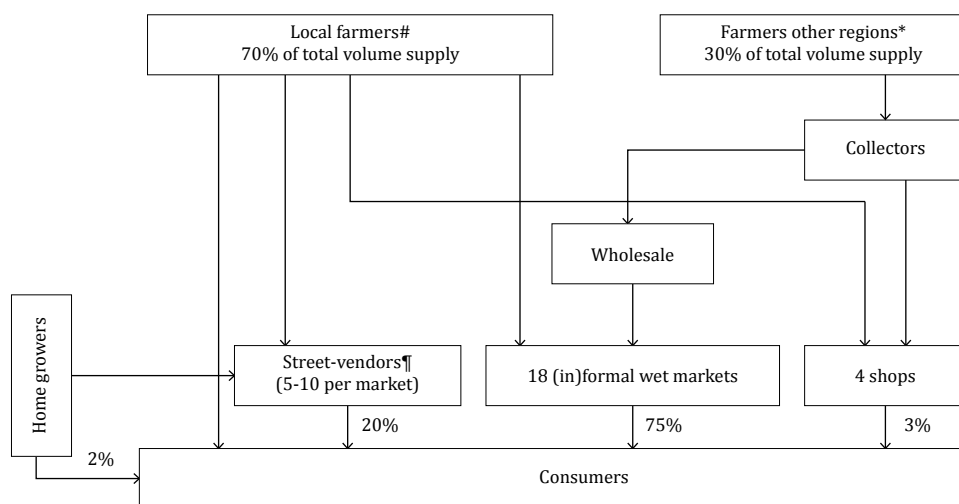 Local farmers#
70% of total volume supply
Farmers other regions*
30% of total volume supply
Collectors
Wholesale
Home growers
Street-vendors¶
(5-10 per market)
18 (in)formal wet markets
4 shops
20%
75%
3%
2%
Consumers